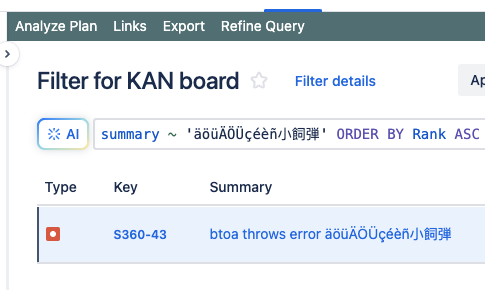 Analyze Plan Links Export Refine Query
Filter for KAN board Filter details Ap
AI summary ~ 'äöüÄÖÜçéèñ小飼弾' ORDER BY Rank ASC
Type Key Summary
S360-43 btoa throws error äöüÄÖÜçéèñ小飼弾